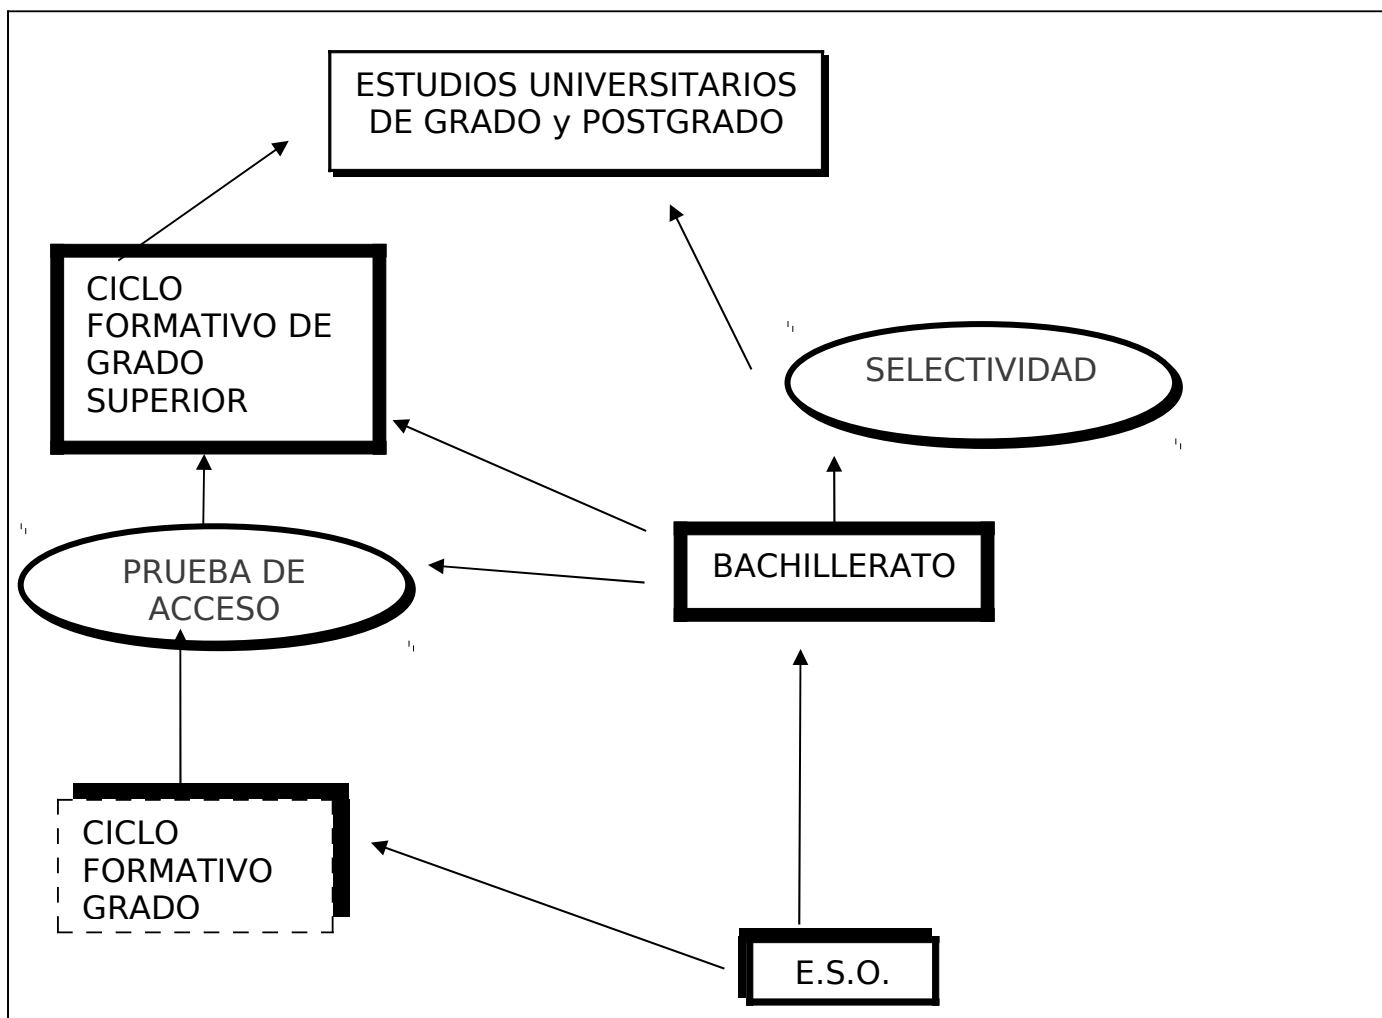 ESTUDIOS UNIVERSITARIOS
DE GRADO y POSTGRADO
CICLO
FORMATIVO DE
GRADO
SUPERIOR
SELECTIVIDAD
PRUEBA DE
ACCESO
BACHILLERATO
CICLO
FORMATIVO
GRADO
E.S.O.